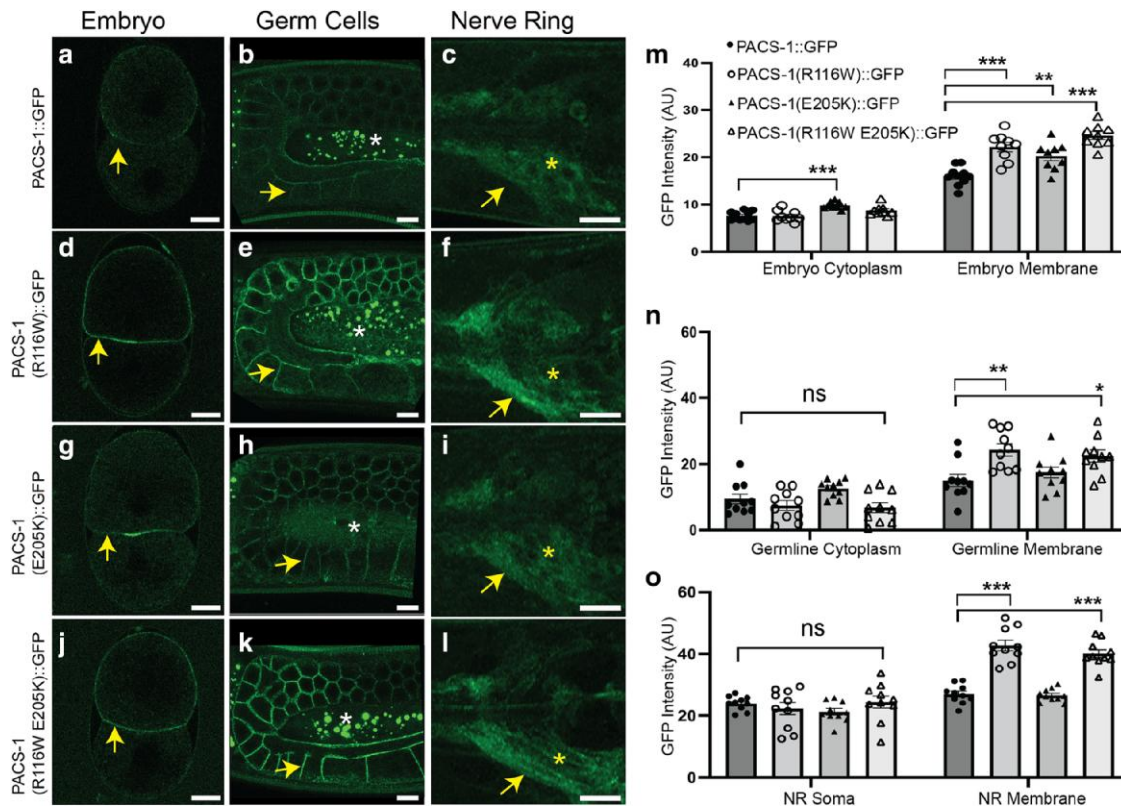 Embryo
Germ Cells
Nerve Ring
PACS-1::GFP
a
b
*
c
*
PACS-1
(R116W)::GFP
d
e
*
f
*
PACS-1
(E205K)::GFP
g
h
*
i
*
PACS-1
(R116W E205K)::GFP
j
k
*
l
*
m
PACS-1::GFP
PACS-1(R116W)::GFP
PACS-1(E205K)::GFP
PACS-1(R116W E205K)::GFP
***
**
***
***
GFP Intensity (AU)
40
30
20
10
0
Embryo Cytoplasm
Embryo Membrane
n
ns
**
*
GFP Intensity (AU)
60
40
20
0
Germline Cytoplasm
Germline Membrane
o
ns
***
***
GFP Intensity (AU)
60
40
20
0
NR Soma
NR Membrane